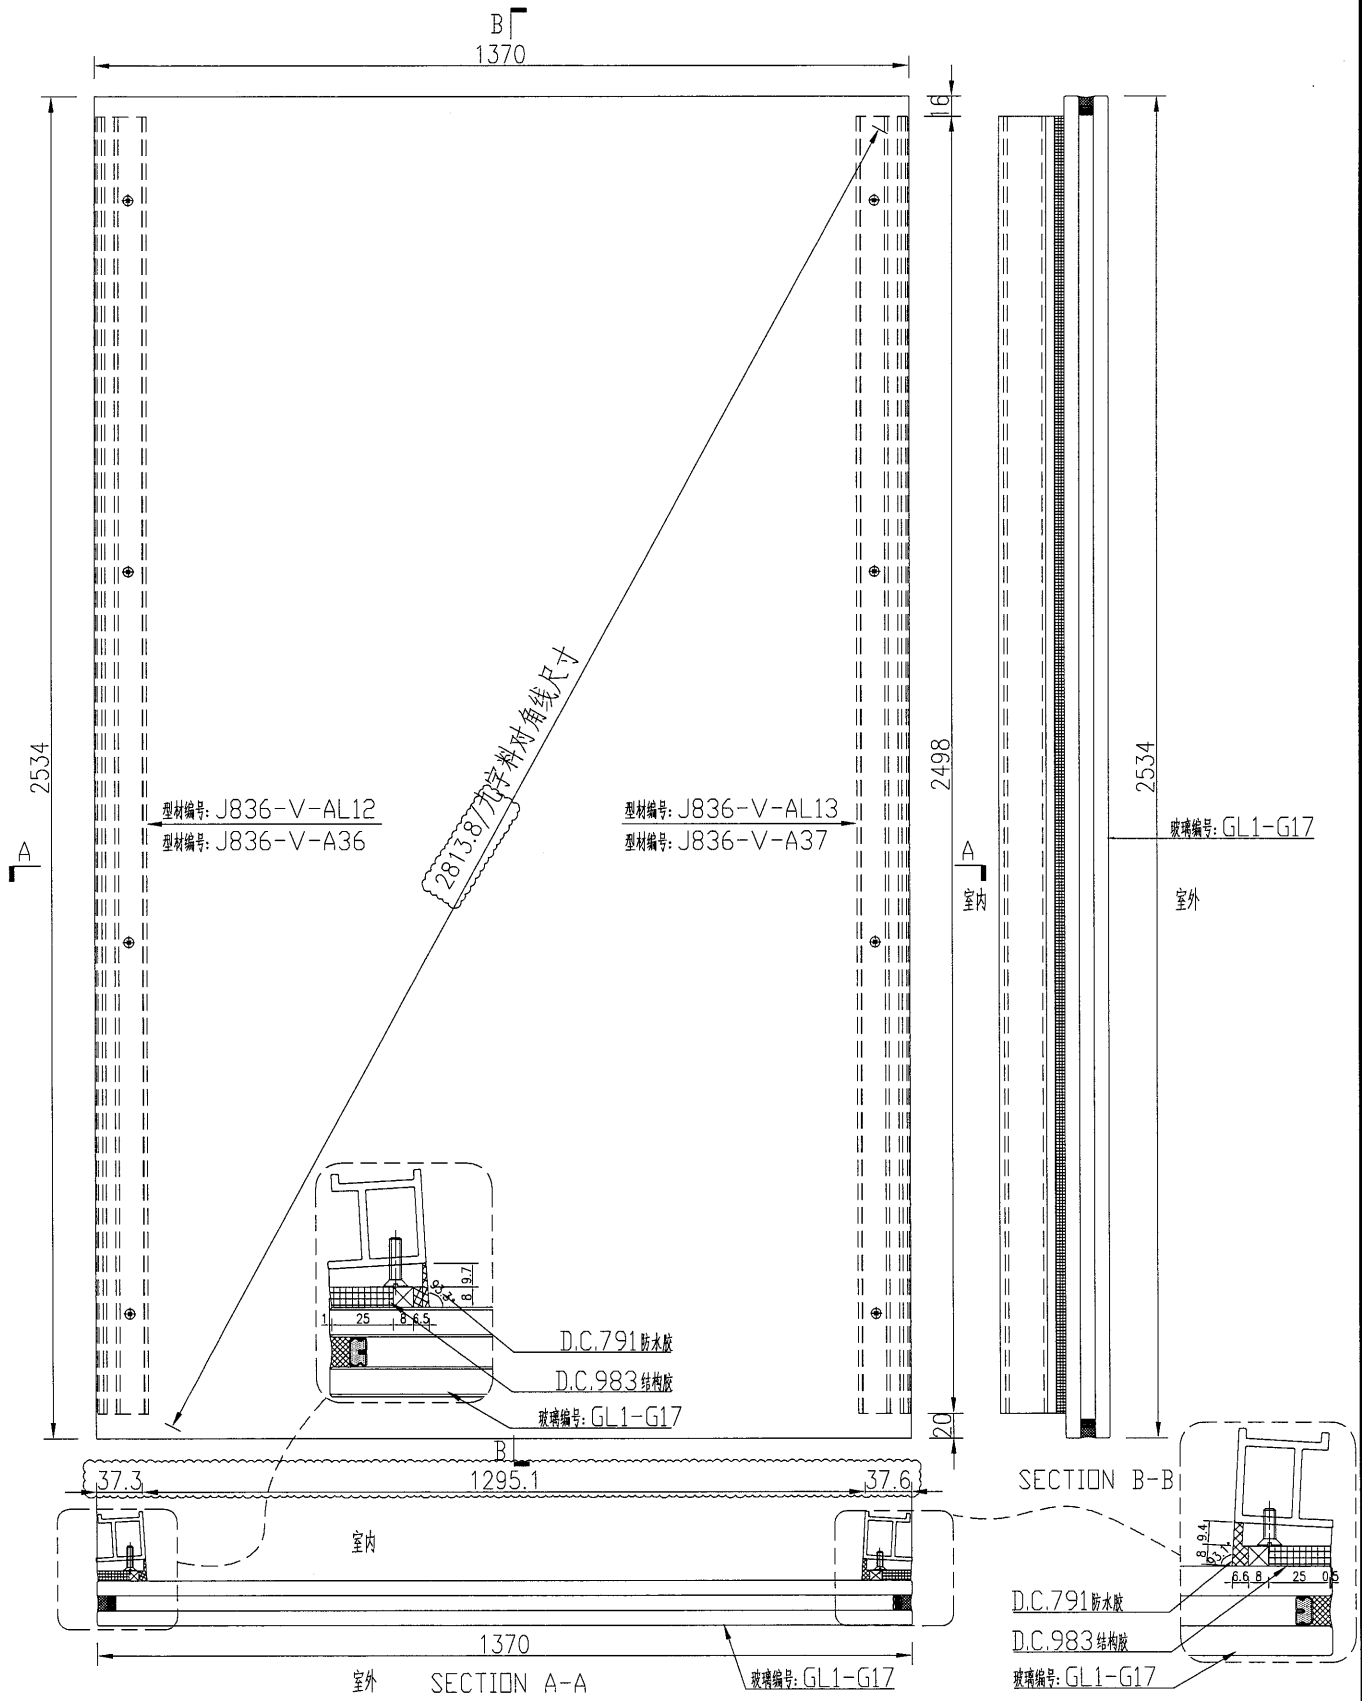 B
1370
16
2534
2498
2534
2813.87几字料对角线尺寸
型材编号: J836-V-AL12
型材编号: J836-V-A36
型材编号: J836-V-AL13
型材编号: J836-V-A37
玻璃编号: GL1-G17
A
A
室内
室外
9.7
8
1
25
8
6.5
D.C.791防水胶
D.C.983结构胶
玻璃编号: GL1-G17
20
B
37.3
1295.1
37.6
SECTION B-B
室内
9.4
8
6.6
8
25
0.5
D.C.791防水胶
D.C.983结构胶
玻璃编号: GL1-G17
1370
室外
SECTION A-A
玻璃编号: GL1-G17